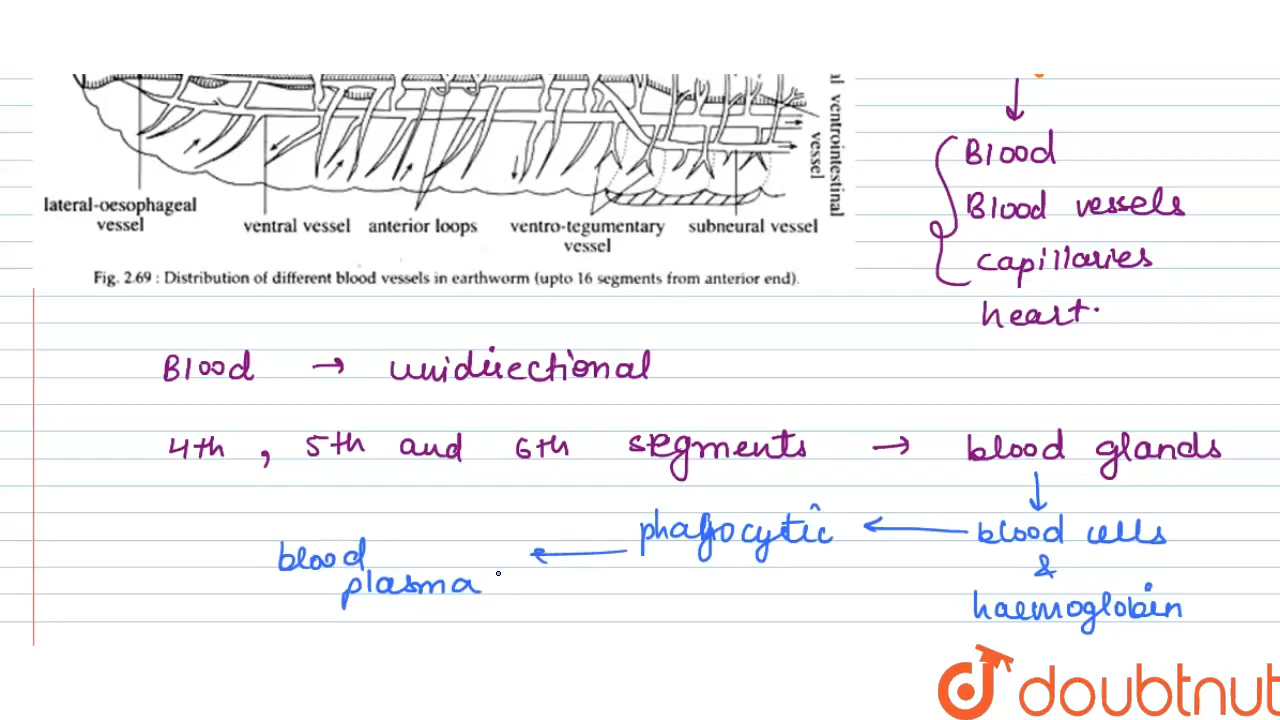 al ventrointestinal
vessel
lateral-oesophageal
vessel
ventral vessel anterior loops ventro-tegumentary
vessel
subneural vessel
Fig. 2.69 : Distribution of different blood vessels in earthworm (upto 16 segments from anterior end).
Blood
Blood vessels
capillaries
heart.
Blood → unidirectional
4th , 5th and 6th segments → blood glands
blood cells
&
haemoglobin
phagocytic
blood
plasma
doubtnut